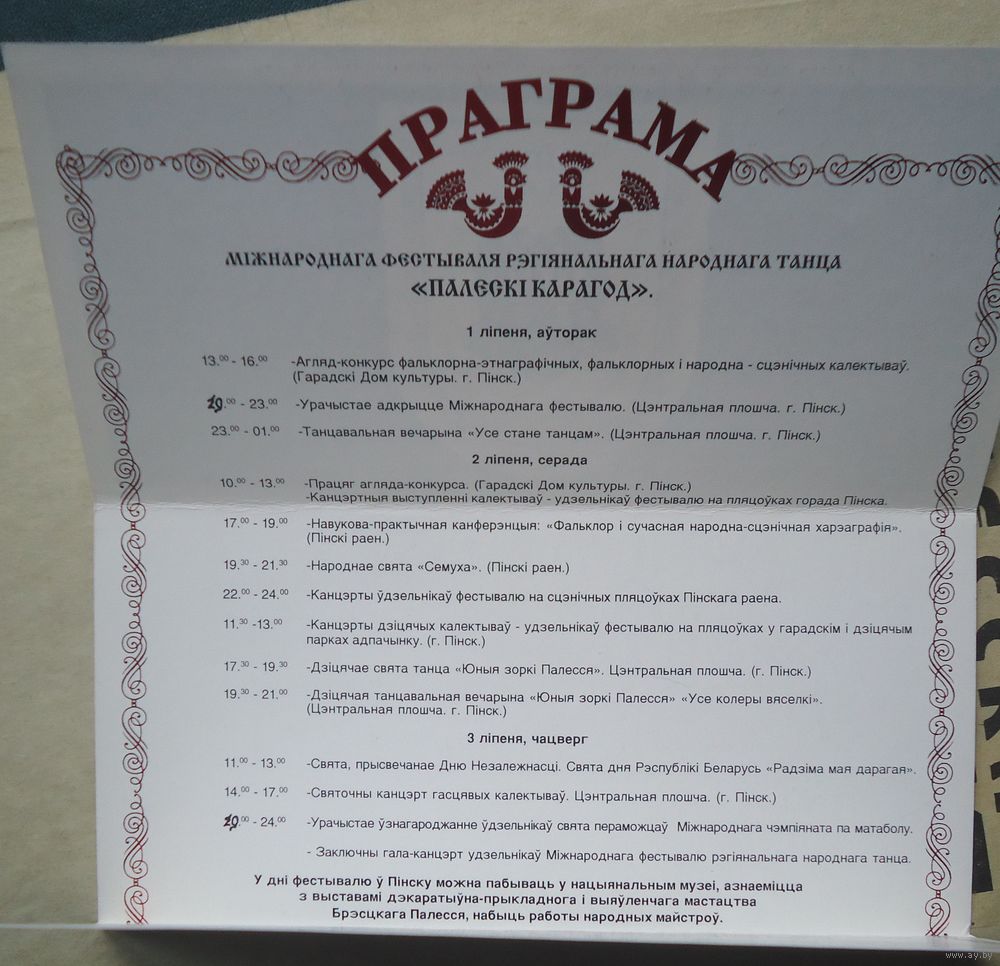 ПРАГРАМА
МІЖНАРОДНАГА ФЕСТЫВАЛЯ РЭГІЯНАЛЬНАГА НАРОДНАГА ТАНЦА
«ПАЛЕСКІ КАРАГОД».
1 ліпеня, аўторак
13.00 - 16.00 -Агляд-конкурс фальклорна-этнаграфічных, фальклорных і народна - сцэнічных калектываў.
(Гарадскі Дом культуры. г. Пінск.)
20.00 - 23.00 -Урачыстае адкрыцце Міжнароднага фестывалю. (Цэнтральная плошча. г. Пінск.)
23.00 - 01.00 -Танцавальная вечарына «Усе стане танцам». (Цэнтральная плошча. г. Пінск.)
2 ліпеня, серада
10.00 - 13.00 -Працяг агляда-конкурса. (Гарадскі Дом культуры. г. Пінск.)
-Канцэртныя выступленні калектываў - удзельнікаў фестывалю на пляцоўках горада Пінска.
17.00 - 19.00 -Навукова-практычная канферэнцыя: «Фальклор і сучасная народна-сцэнічная харэаграфія».
(Пінскі раен.)
19.30 - 21.30 -Народнае свята «Семуха». (Пінскі раен.)
22.00 - 24.00 -Канцэрты ўдзельнікаў фестывалю на сцэнічных пляцоўках Пінскага раена.
11.30 -13.00 -Канцэрты дзіцячых калектываў - удзельнікаў фестывалю на пляцоўках у гарадскім і дзіцячым
парках адпачынку. (г. Пінск.)
17.30 - 19.30 -Дзіцячае свята танца «Юныя зоркі Палесся». Цэнтральная плошча. (г. Пінск.)
19.30 - 21.00 -Дзіцячая танцавальная вечарына «Юныя зоркі Палесся» «Усе колеры вяселкі».
(Цэнтральная плошча. г. Пінск.)
3 ліпеня, чацверг
11.00 - 13.00 -Свята, прысвечанае Дню Незалежнасці. Свята дня Рэспублікі Беларусь «Радзіма мая дарагая».
14.00 - 17.00 -Святочны канцэрт гасцявых калектываў. Цэнтральная плошча. (г. Пінск.)
20.00 - 24.00 -Урачыстае ўзнагароджанне ўдзельнікаў свята пераможцаў Міжнароднага чэмпіяната па матаболу.
- Заключны гала-канцэрт удзельнікаў Міжнароднага фестывалю рэгіянальнага народнага танца.
У дні фестывалю ў Пінску можна пабываць у нацыянальным музеі, азнаеміцца
з выставамі дэкаратыўна-прыкладнога і выяўленчага мастацтва
Брэсцкага Палесся, набыць работы народных майстроў.
www.ay.by